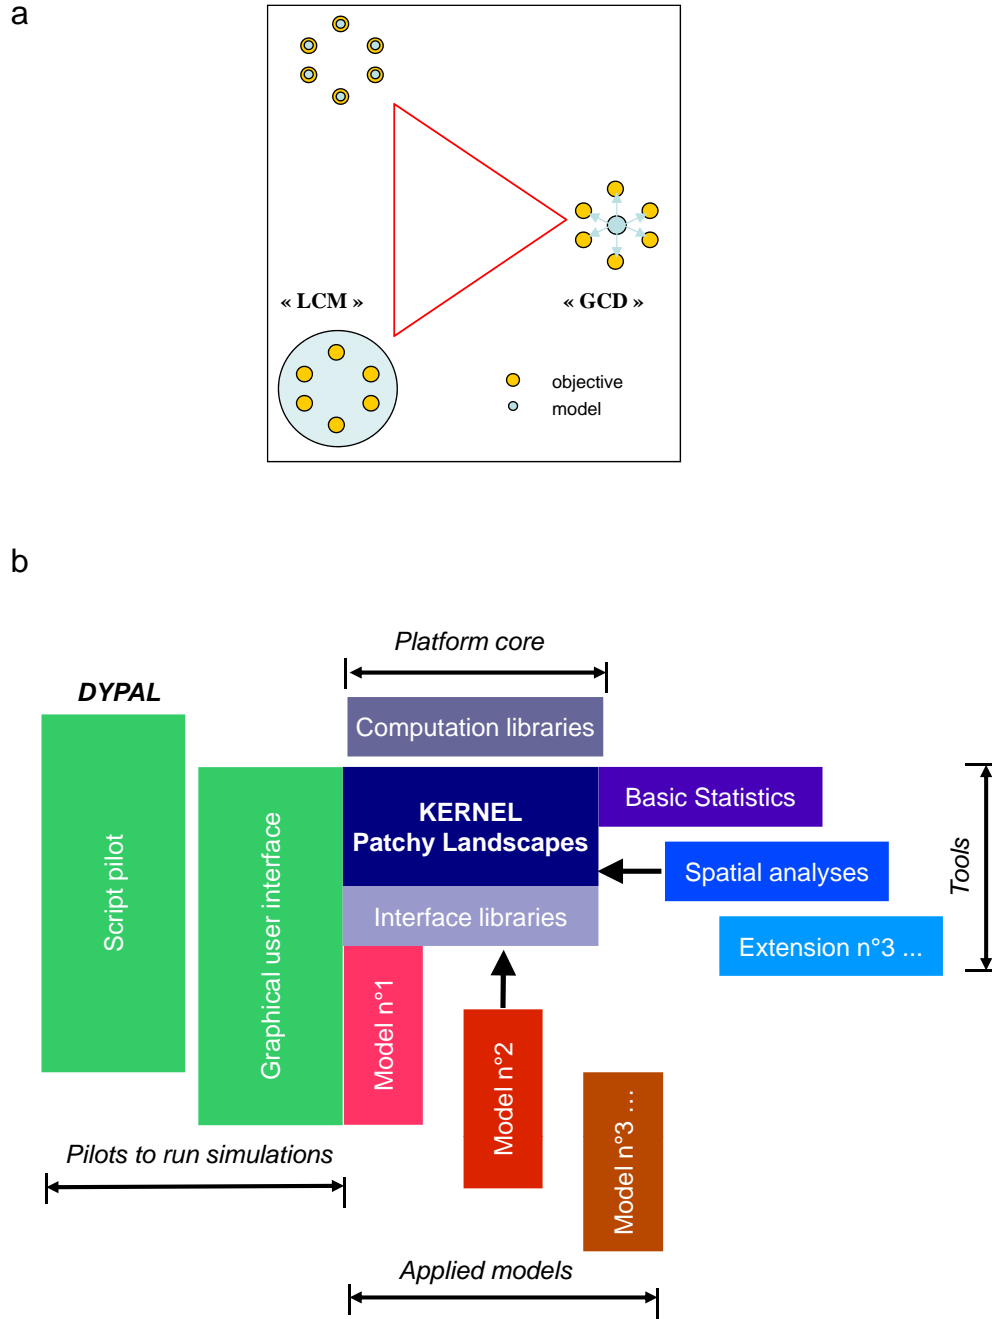 a
« LCM »
« GCD »
objective
model
b
Platform core
DYPAL
Computation libraries
Script pilot
Graphical user interface
KERNEL
Patchy Landscapes
Interface libraries
Basic Statistics
Spatial analyses
Extension n°3 ...
Tools
Model n°1
Model n°2
Model n°3 ...
Pilots to run simulations
Applied models